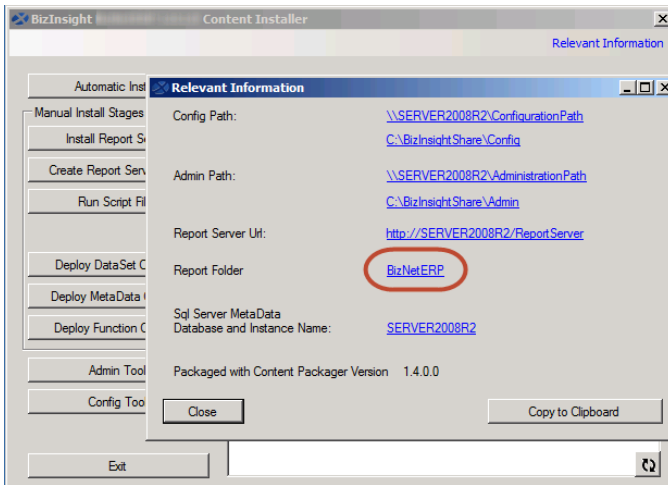 BizInsight Content Installer
Relevant Information
Automatic Inst
Manual Install Stages
Install Report S
Create Report Serv
Run Script Fil
Deploy DataSet C
Deploy MetaData
Deploy Function C
Admin Tool
Config Tool
Exit
Relevant Information
Config Path: \\SERVER2008R2\ConfigurationPath
C:\BizInsightShare\Config
Admin Path: \\SERVER2008R2\AdministrationPath
C:\BizInsightShare\Admin
Report Server Url: http://SERVER2008R2/ReportServer
Report Folder BizNetERP
Sql Server MetaData
Database and Instance Name: SERVER2008R2
Packaged with Content Packager Version 1.4.0.0
Close Copy to Clipboard